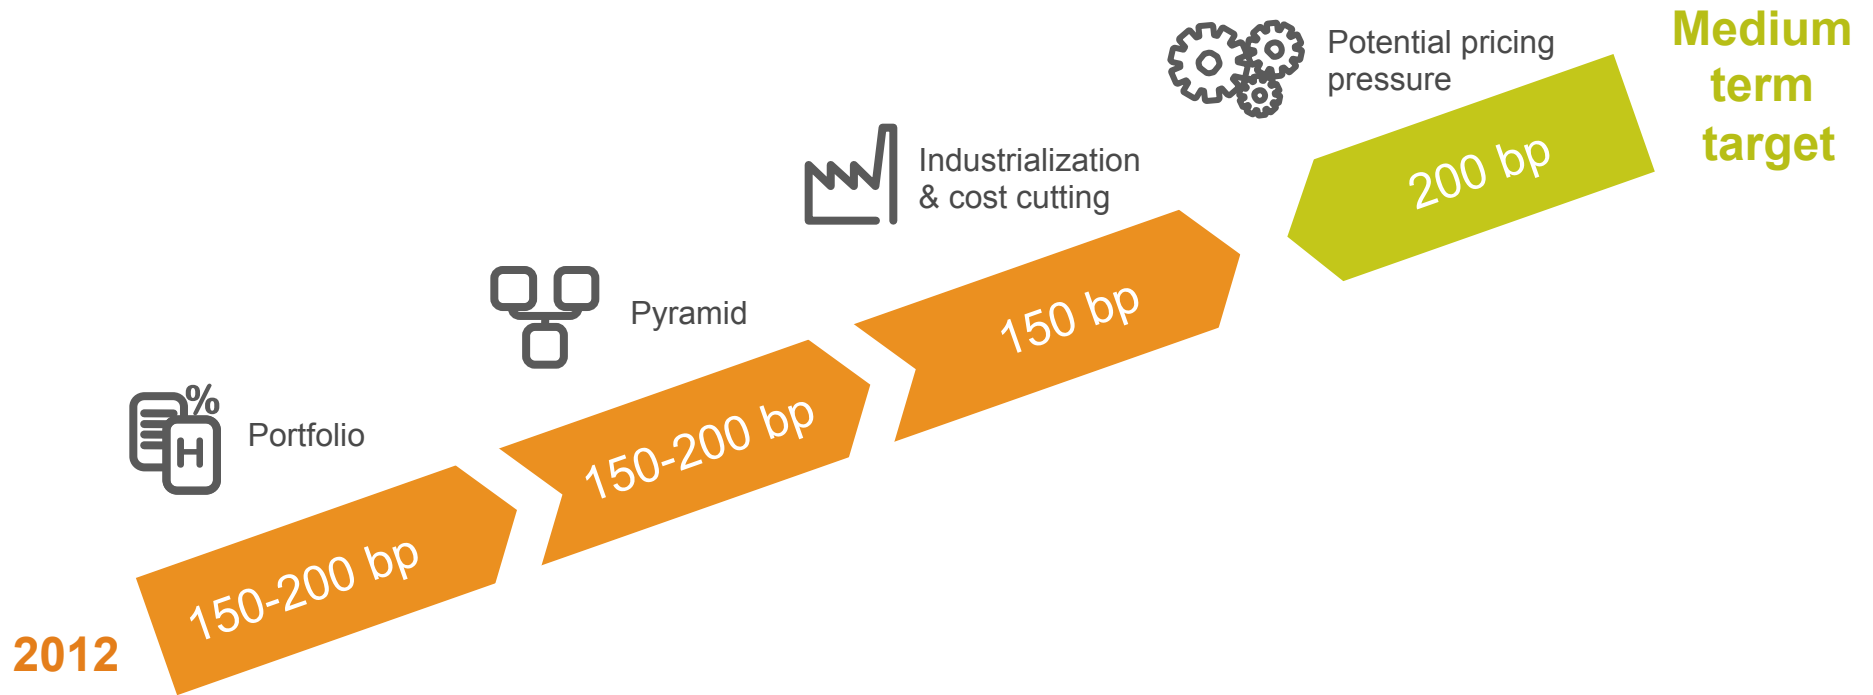 Medium
term
target
Potential pricing
pressure
200 bp
Industrialization
& cost cutting
150 bp
Pyramid
150-200 bp
%
H
Portfolio
150-200 bp
2012